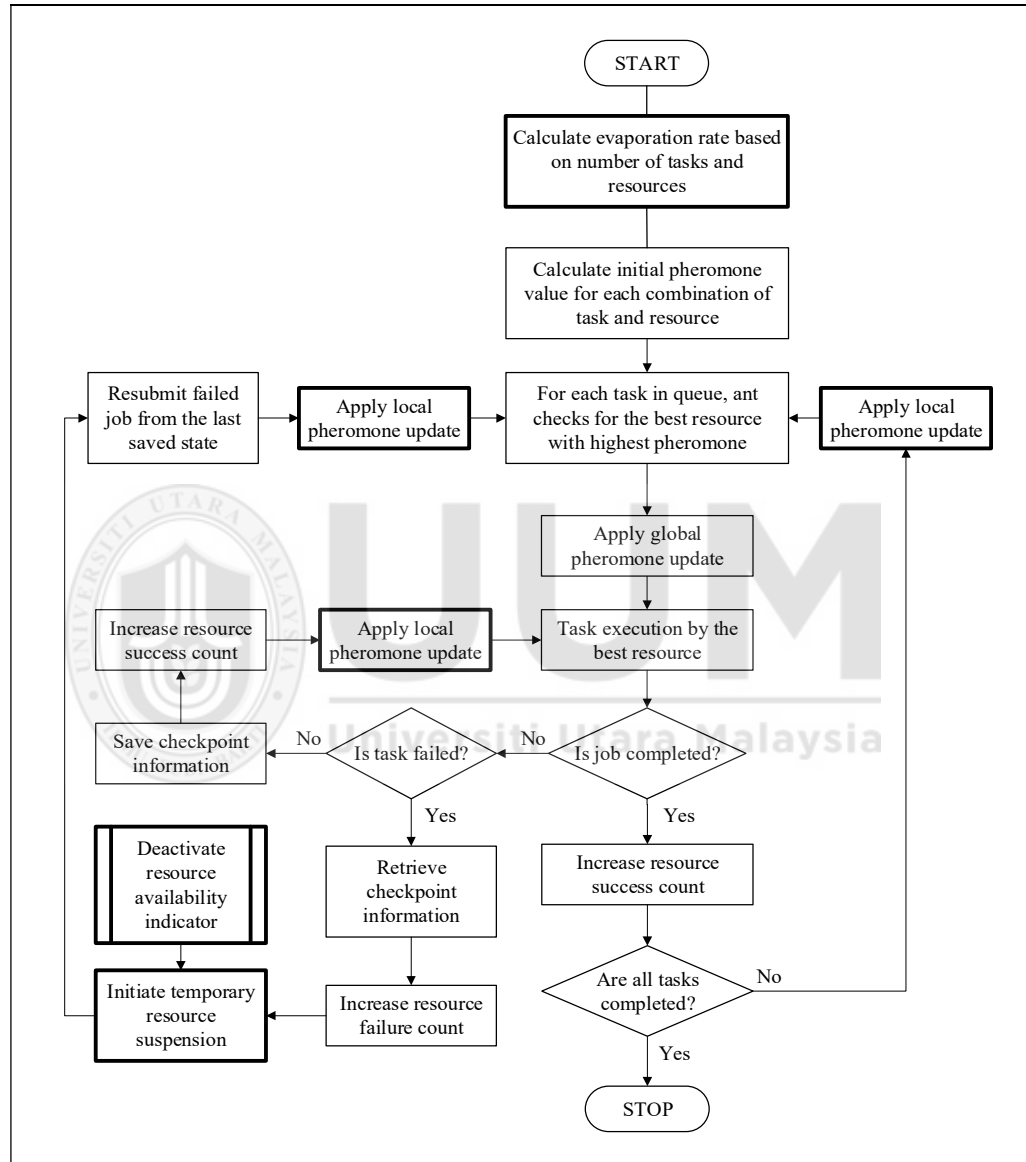 START
Calculate evaporation rate based
on number of tasks and
resources
Calculate initial pheromone
value for each combination of
task and resource
Resubmit failed
job from the last
saved state
Apply local
pheromone update
For each task in queue, ant
checks for the best resource
with highest pheromone
Apply local
pheromone update
Apply global
pheromone update
Increase resource
success count
Apply local
pheromone update
Task execution by the
best resource
Save checkpoint
information
No
Is task failed?
No
Is job completed?
Yes
Yes
Deactivate
resource
availability
indicator
Retrieve
checkpoint
information
Increase resource
success count
Initiate temporary
resource
suspension
Increase resource
failure count
Are all tasks
completed?
No
Yes
STOP
UNIVERSITI UTARA MALAYSIA
UUM
Universiti Utara Malaysia